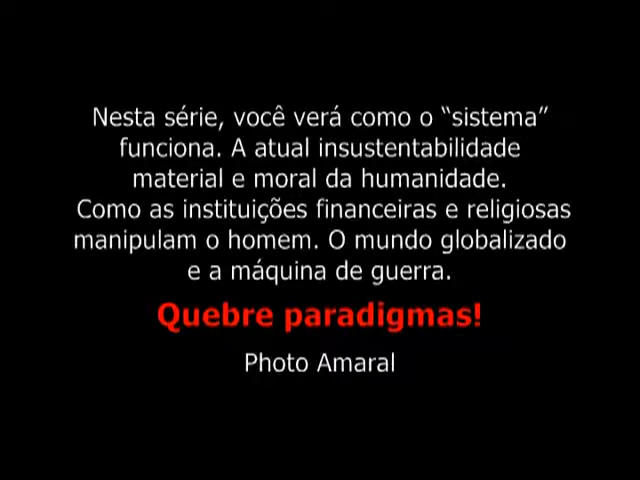 Nesta série, você verá como o “sistema”
funciona. A atual insustentabilidade
material e moral da humanidade.
Como as instituições financeiras e religiosas
manipulam o homem. O mundo globalizado
e a máquina de guerra.
Quebre paradigmas!
Photo Amaral